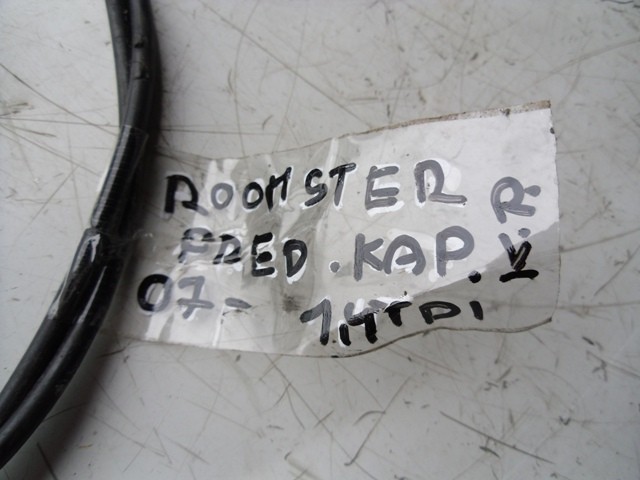 ROOMSTER
PRED.KAP.
07- 1,4TDI
R.V.